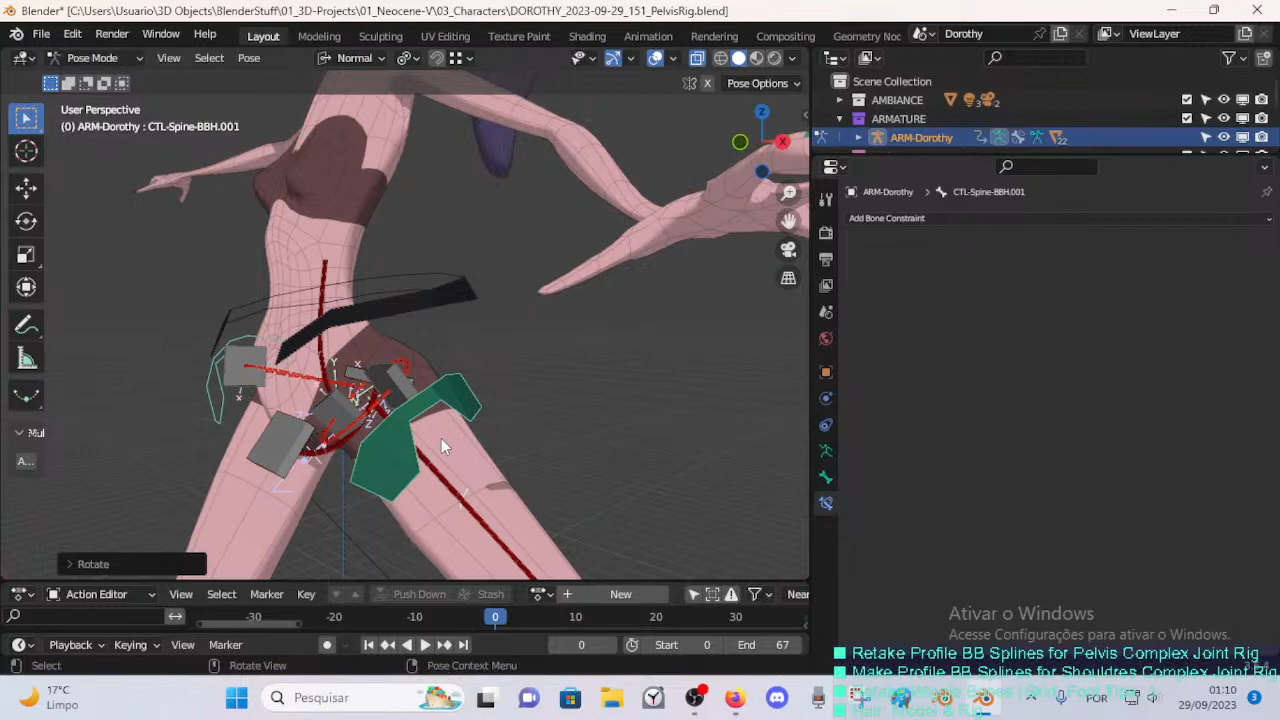 Blender* [C:\Users\Usuario\3D Objects\BlenderStuff\01_3D-Projects\01_Neocene-V\03_Characters\DOROTHY_2023-09-29_151_PelvisRig.blend]
File Edit Render Window Help Layout Modeling Sculpting UV Editing Texture Paint Shading Animation Rendering Compositing Geometry Noc Dorothy ViewLayer
Pose Mode View Select Pose Normal
X Pose Options
User Perspective
(0) ARM-Dorothy : CTL-Spine-BBH.001
Scene Collection
AMBIANCE 3 2
ARMATURE
ARM-Dorothy 22
ARM-Dorothy > CTL-Spine-BBH.001
Add Bone Constraint
Z
X
Mul
A...
Rotate
Action Editor View Select Marker Key Push Down Stash New Near
-30 -20 -10 0 10 20 30
Playback Keying View Marker 0 Start 0 End 67
Select Rotate View Pose Context Menu
Ativar o Windows
Acesse Configurações para ativar o Windows.
Retake Profile BB Splines for Pelvis Complex Joint Rig
Make Profile BB Splines for Shouldres Complex Joint Rig
17°C
Limpo
Pesquisar
POR
01:10
29/09/2023
3